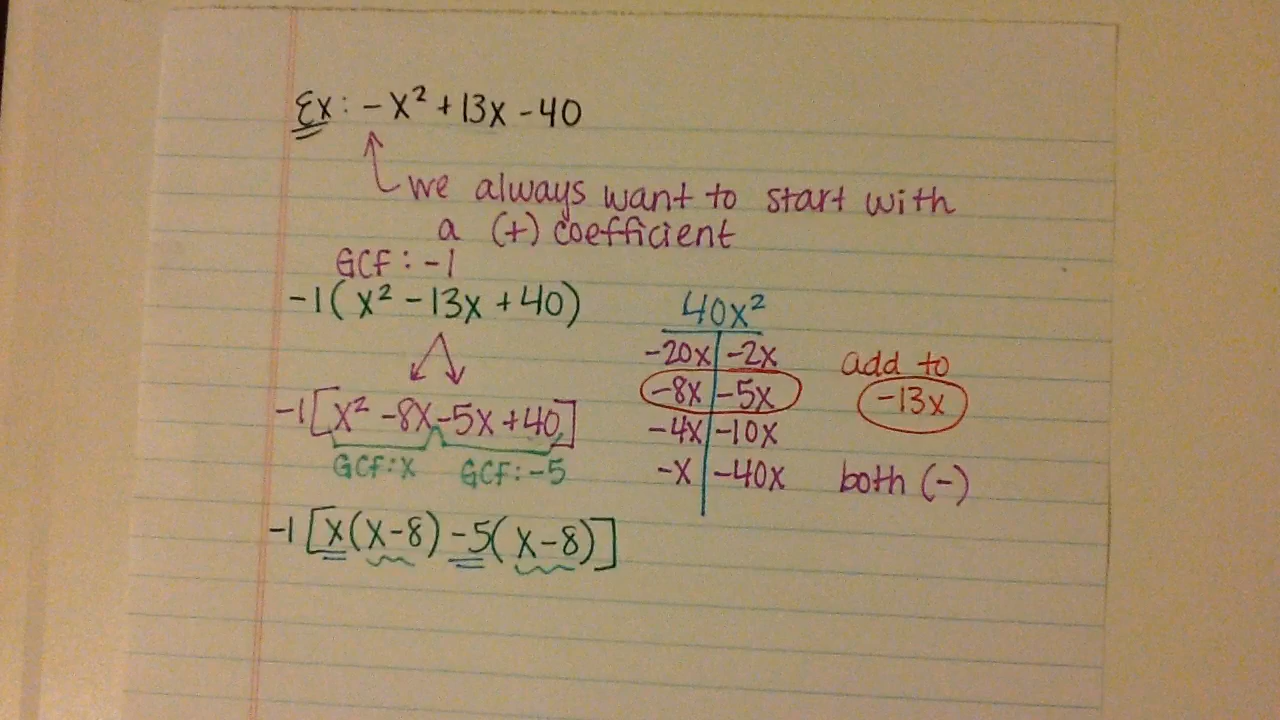 Ex: -x² + 13x - 40
we always want to start with
a (+) coefficient
GCF: -1
-1(x² - 13x + 40)
40x²
-20x -2x
add to
-8x -5x
-13x
-1[x² - 8x - 5x + 40]
-4x -10x
GCF: x GCF: -5
-x -40x
both (-)
-1[x(x-8) -5(x-8)]